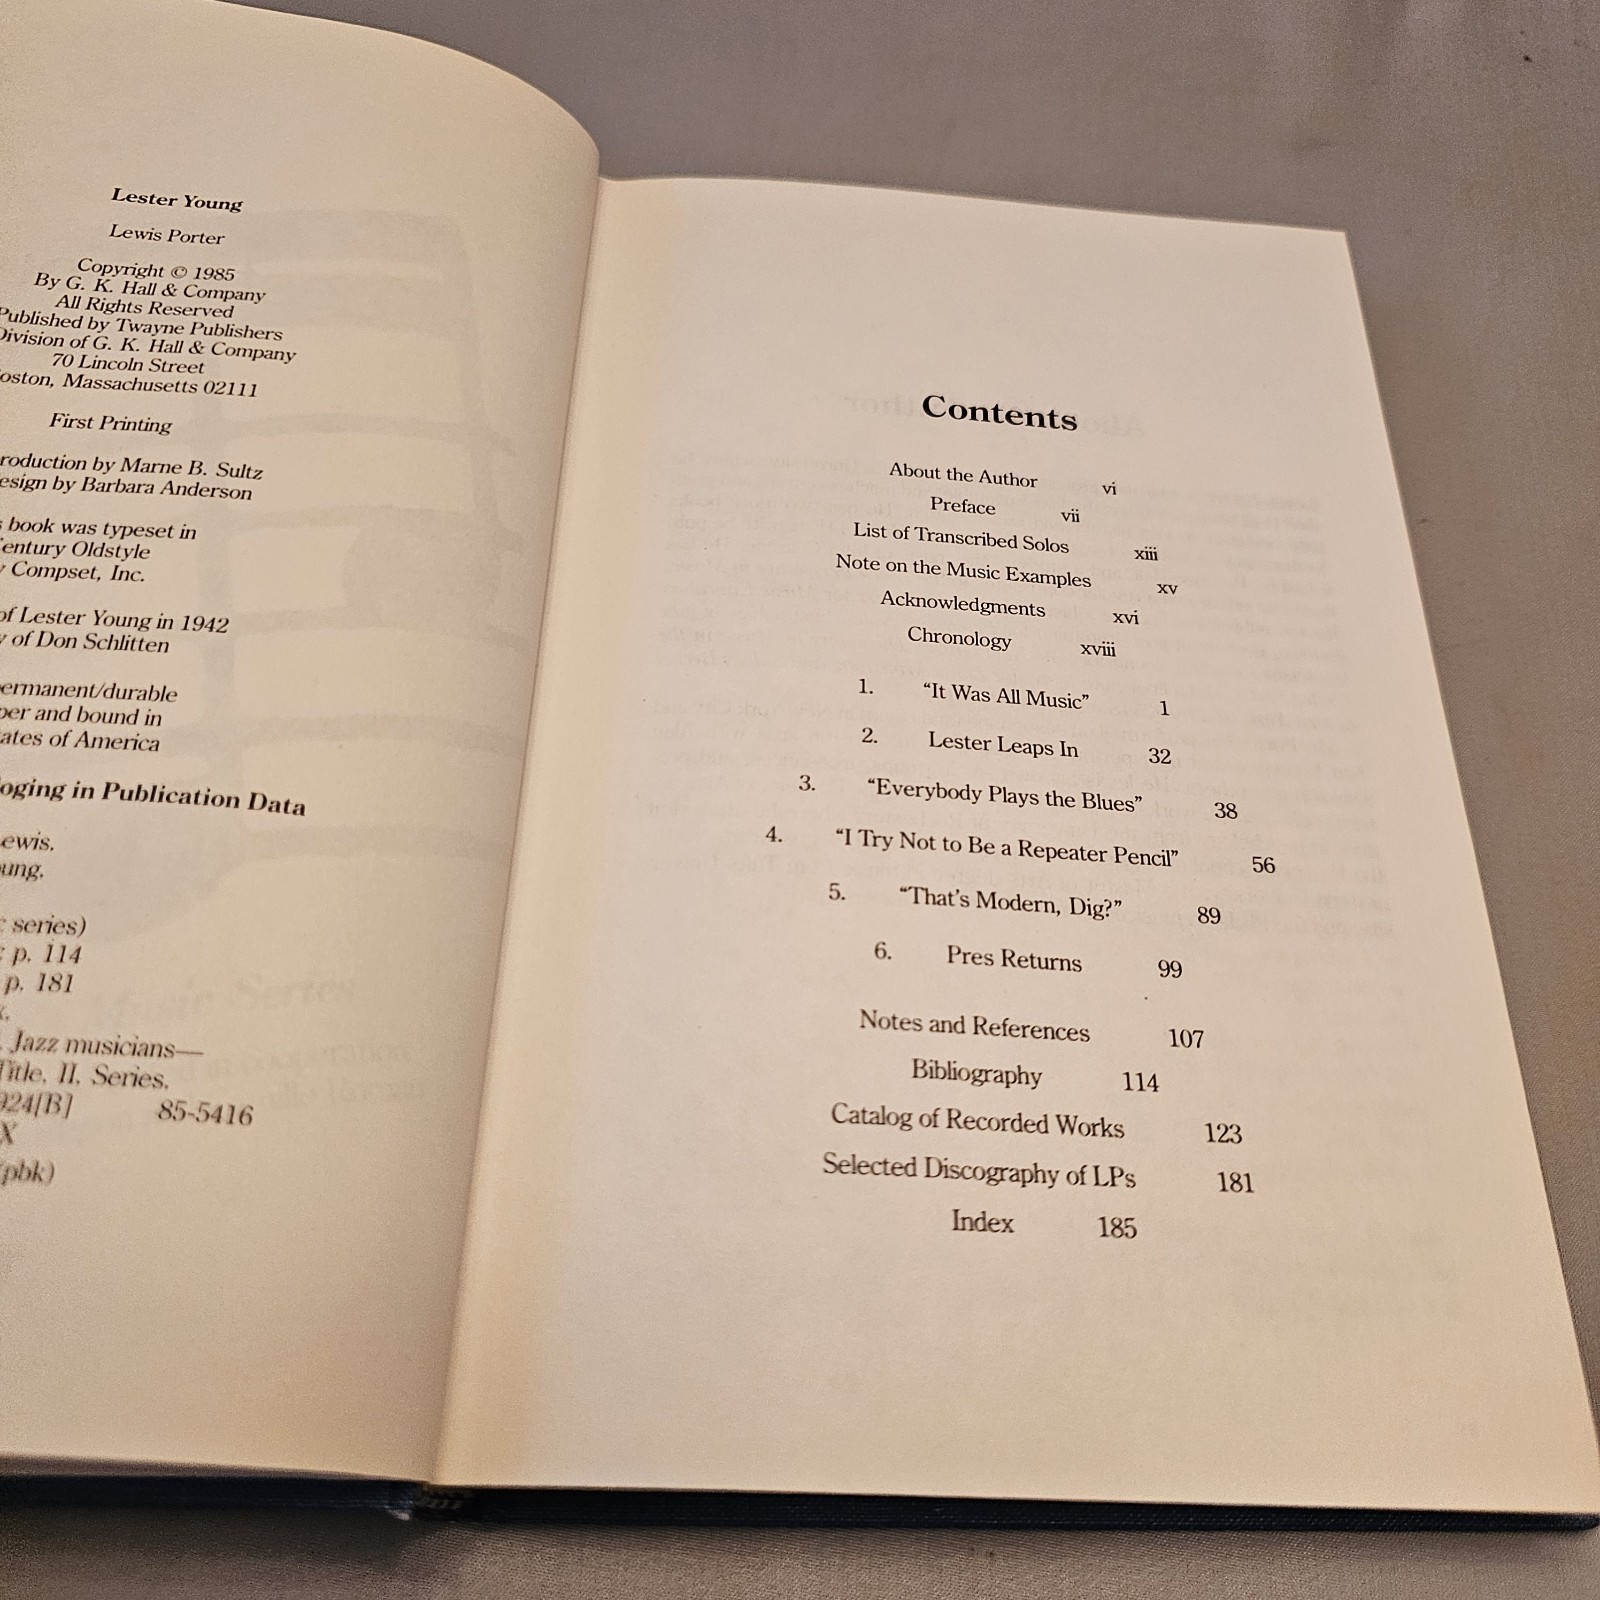 Lester Young
Lewis Porter
Copyright © 1985
By G. K. Hall & Company
All Rights Reserved
Published by Twayne Publishers
Division of G. K. Hall & Company
70 Lincoln Street
Boston, Massachusetts 02111
First Printing
roduction by Marne B. Sultz
esign by Barbara Anderson
book was typeset in
entury Oldstyle
Compset, Inc.
of Lester Young in 1942
of Don Schlitten
ermanent/durable
per and bound in
ates of America
oging in Publication Data
ewis.
ung.
series)
p. 114
p. 181
Jazz musicians—
Title. II. Series.
924[B] 85-5416
X
(pbk)
Contents
About the Author vi
Preface vii
List of Transcribed Solos xiii
Note on the Music Examples xv
Acknowledgments xvi
Chronology xviii
1. “It Was All Music” 1
2. Lester Leaps In 32
3. “Everybody Plays the Blues” 38
4. “I Try Not to Be a Repeater Pencil” 56
5. “That’s Modern, Dig?” 89
6. Pres Returns 99
Notes and References 107
Bibliography 114
Catalog of Recorded Works 123
Selected Discography of LPs 181
Index 185